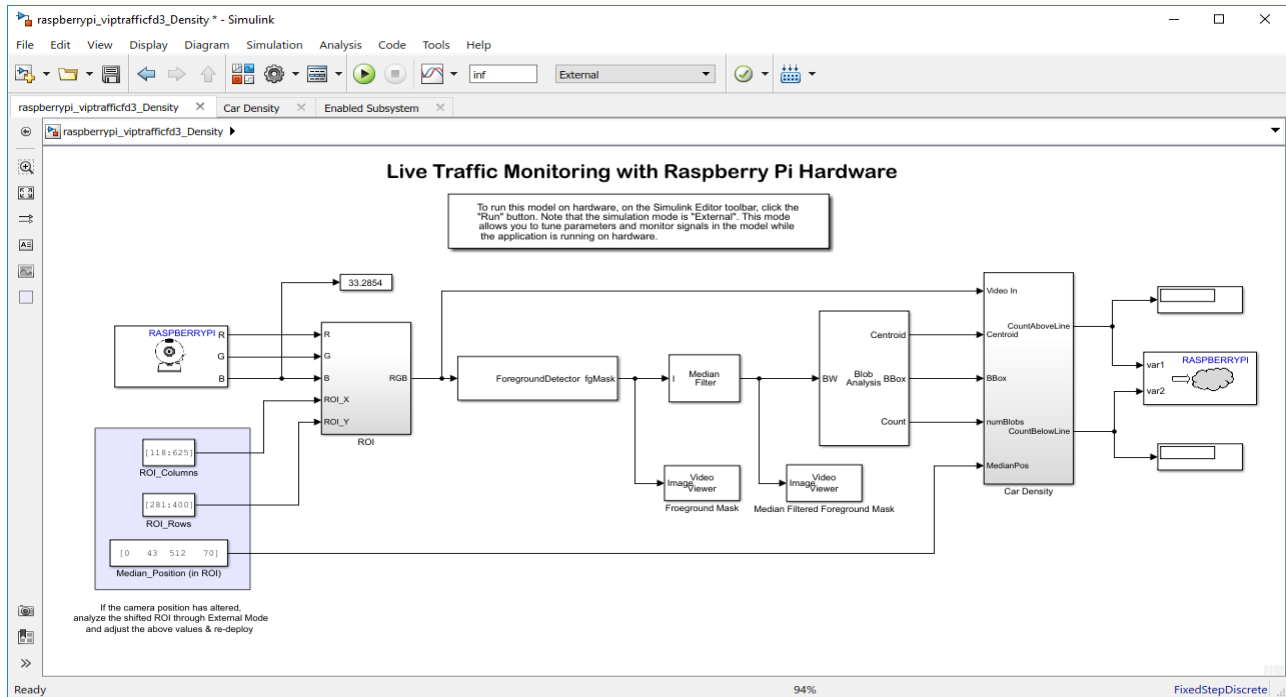 raspberrypi_viptrafficfd3_Density * - Simulink
File Edit View Display Diagram Simulation Analysis Code Tools Help
inf
External
raspberrypi_viptrafficfd3_Density
Car Density
Enabled Subsystem
raspberrypi_viptrafficfd3_Density
Live Traffic Monitoring with Raspberry Pi Hardware
To run this model on hardware, on the Simulink Editor toolbar, click the
"Run" button. Note that the simulation mode is "External". This mode
allows you to tune parameters and monitor signals in the model while
the application is running on hardware.
33.2854
RASPBERRYPI
R
G
B
R
G
B
ROI_X
ROI_Y
RGB
ROI
ForegroundDetector fgMask
I
Median
Filter
BW
Blob
Analysis
Centroid
BBox
Count
Video In
Centroid
BBox
numBlobs
MedianPos
CountAboveLine
CountBelowLine
Car Density
RASPBERRYPI
var1
var2
[118:625]
ROI_Columns
[281:400]
ROI_Rows
[0 43 512 70]
Median_Position (in ROI)
Image
Video
Viewer
Froeground Mask
Image
Video
Viewer
Median Filtered Foreground Mask
If the camera position has altered,
analyze the shifted ROI through External Mode
and adjust the above values & re-deploy
Ready
94%
FixedStepDiscrete